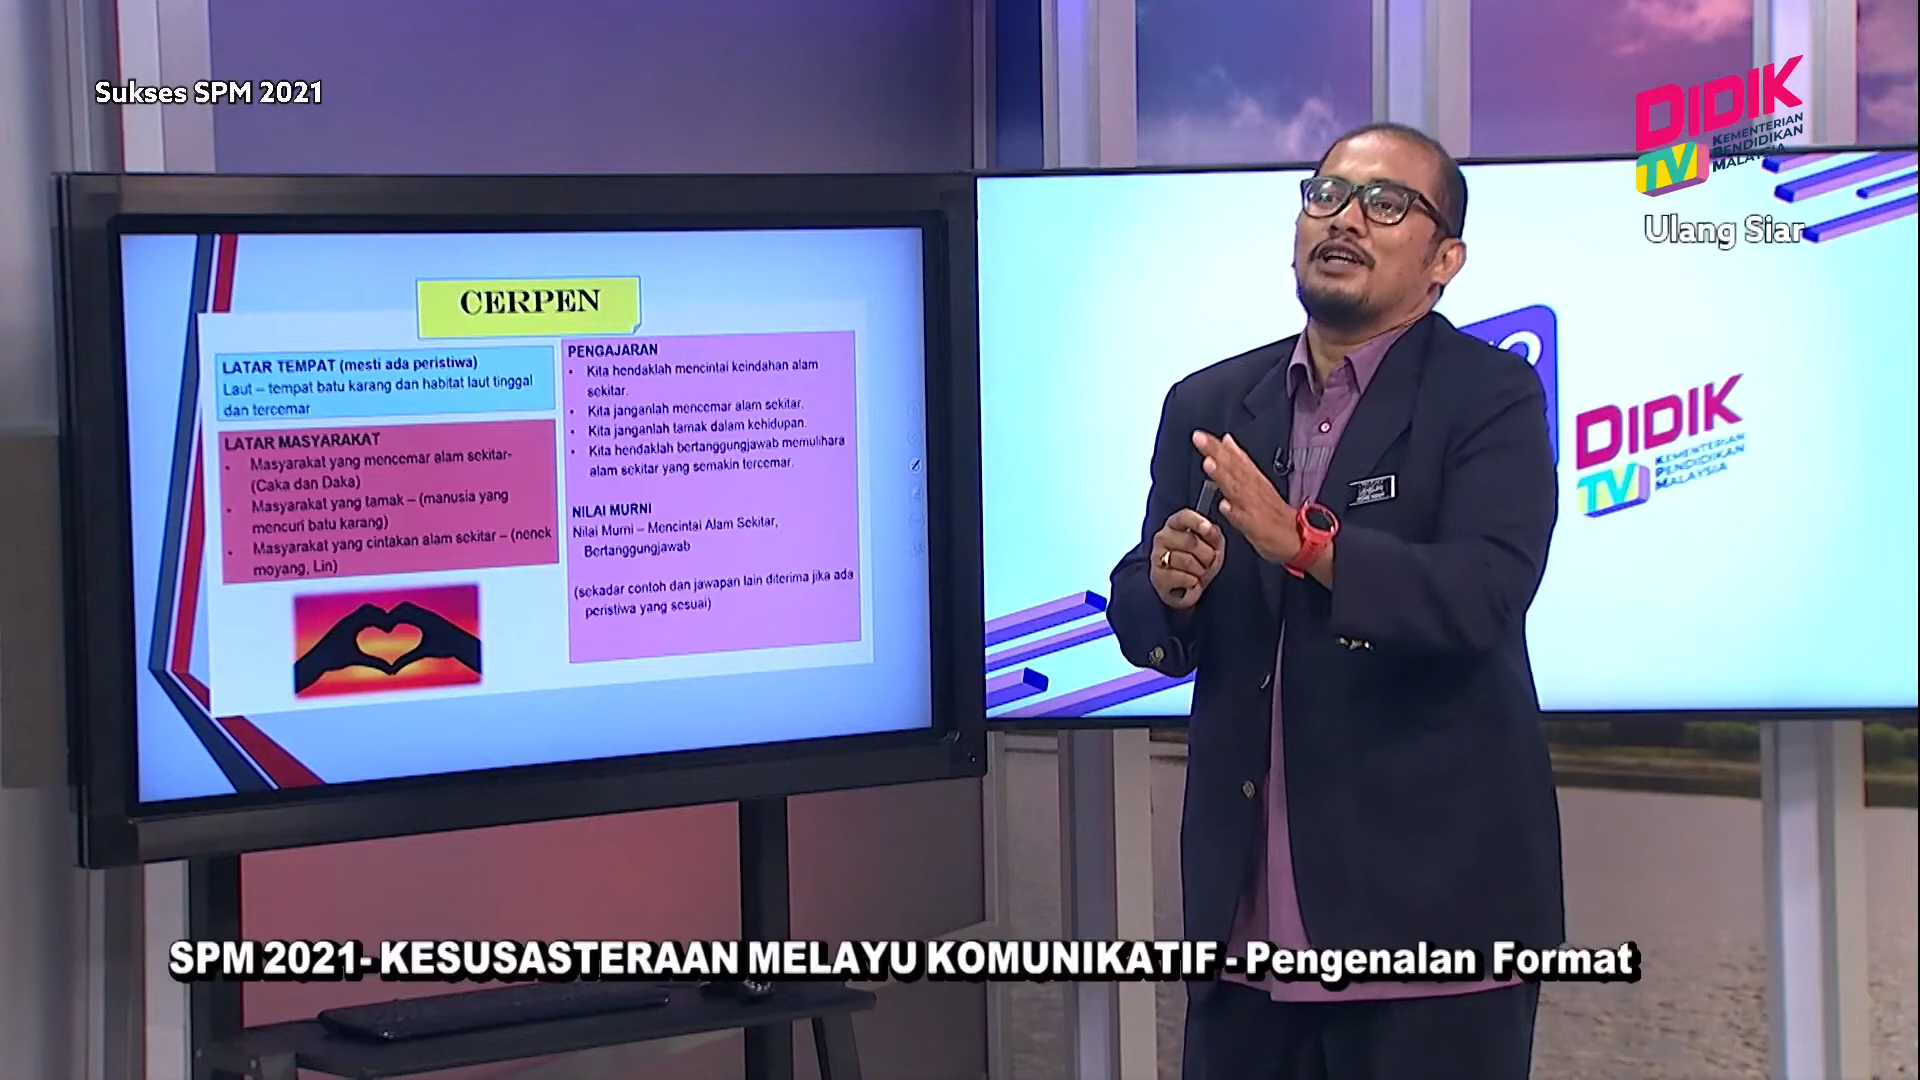 Sukses SPM 2021
DIDIK
TV
KEMENTERIAN
PENDIDIKAN
MALAYSIA
Ulang Siar
CERPEN
LATAR TEMPAT (mesti ada peristiwa)
Laut – tempat batu karang dan habitat laut tinggal
dan tercemar
LATAR MASYARAKAT
• Masyarakat yang mencemar alam sekitar-
(Caka dan Daka)
• Masyarakat yang tamak – (manusia yang
mencuri batu karang)
• Masyarakat yang cintakan alam sekitar – (nenek
moyang, Lin)
PENGAJARAN
• Kita hendaklah mencintai keindahan alam
sekitar.
• Kita janganlah mencemar alam sekitar.
• Kita janganlah tamak dalam kehidupan.
• Kita hendaklah bertanggungjawab memulihara
alam sekitar yang semakin tercemar.
NILAI MURNI
Nilai Murni – Mencintai Alam Sekitar,
Bertanggungjawab
(sekadar contoh dan jawapan lain diterima jika ada
peristiwa yang sesuai)
DIDIK
TV
KEMENTERIAN
PENDIDIKAN
MALAYSIA
SPM 2021- KESUSASTERAAN MELAYU KOMUNIKATIF - Pengenalan Format